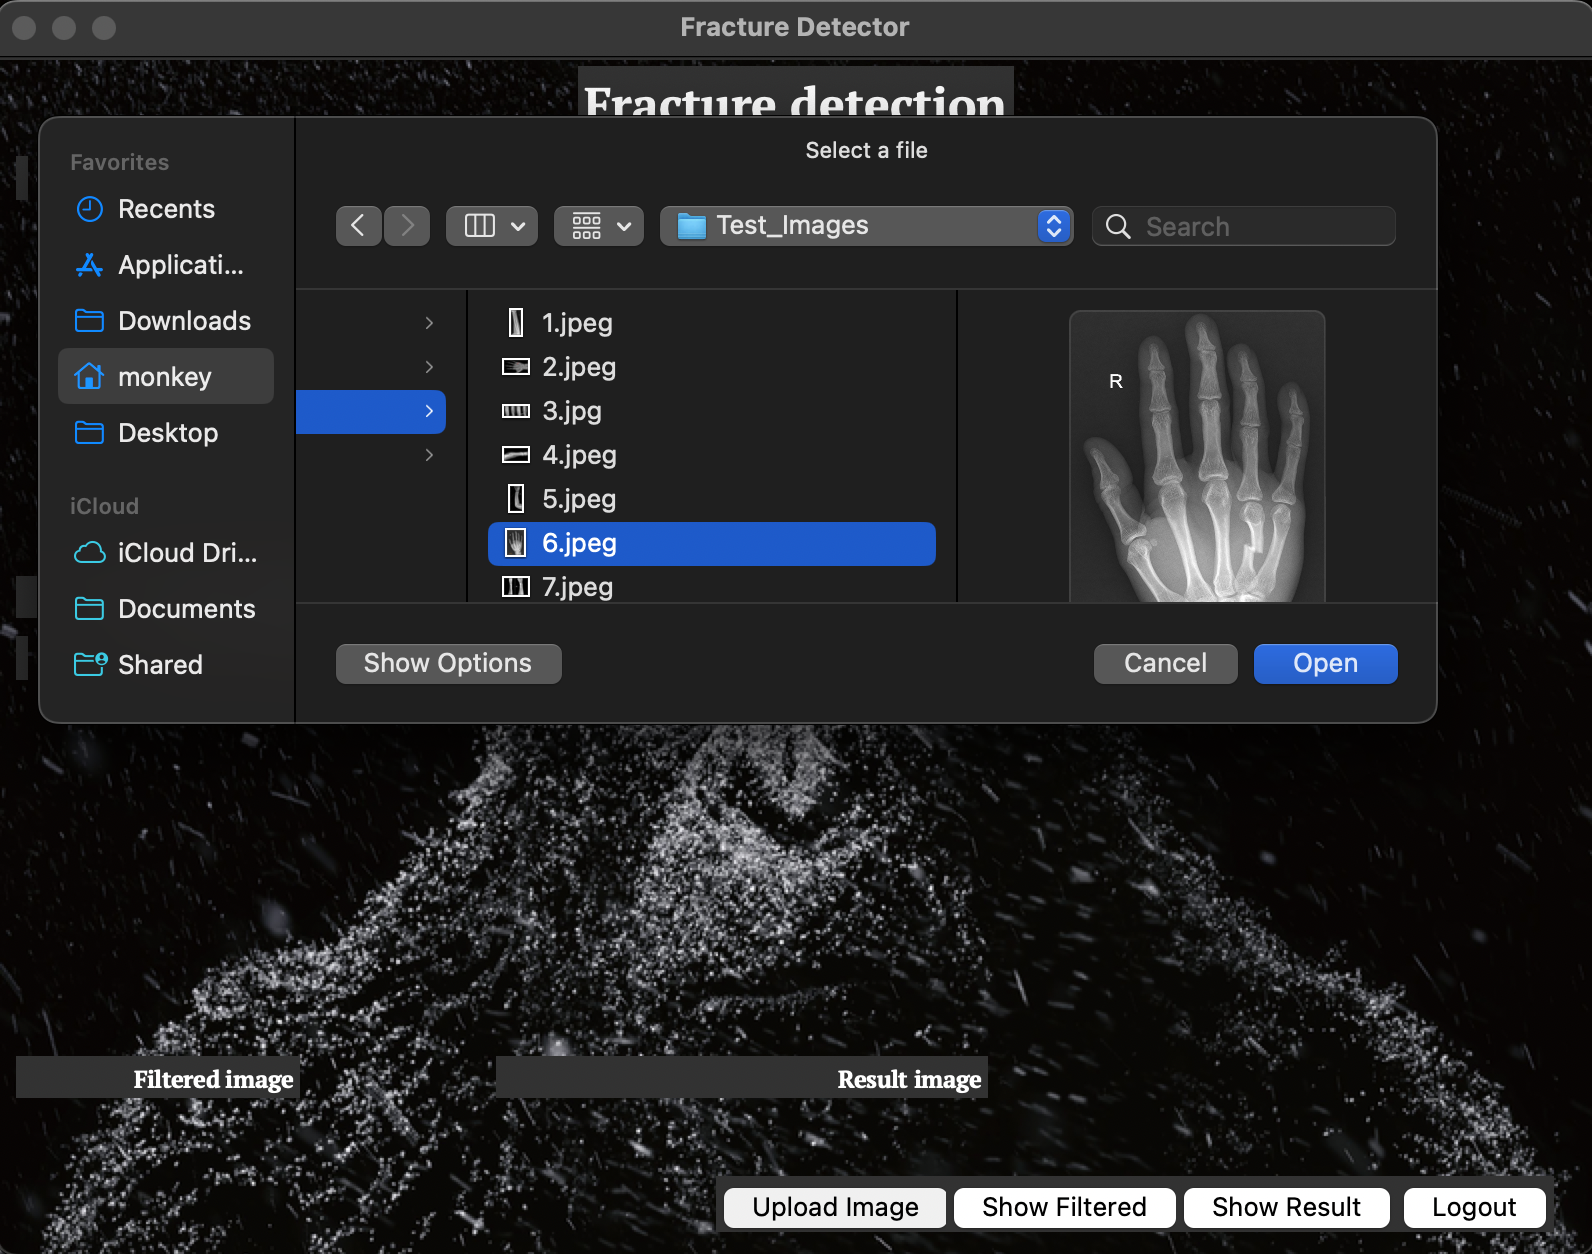 Fracture Detector
Fracture detection
Select a file
Favorites
Recents
Applicati...
Downloads
monkey
Desktop
iCloud
iCloud Dri...
Documents
Shared
Test_Images
Search
1.jpeg
2.jpeg
3.jpg
4.jpeg
5.jpeg
6.jpeg
7.jpeg
R
Show Options
Cancel
Open
Filtered image
Result image
Upload Image
Show Filtered
Show Result
Logout